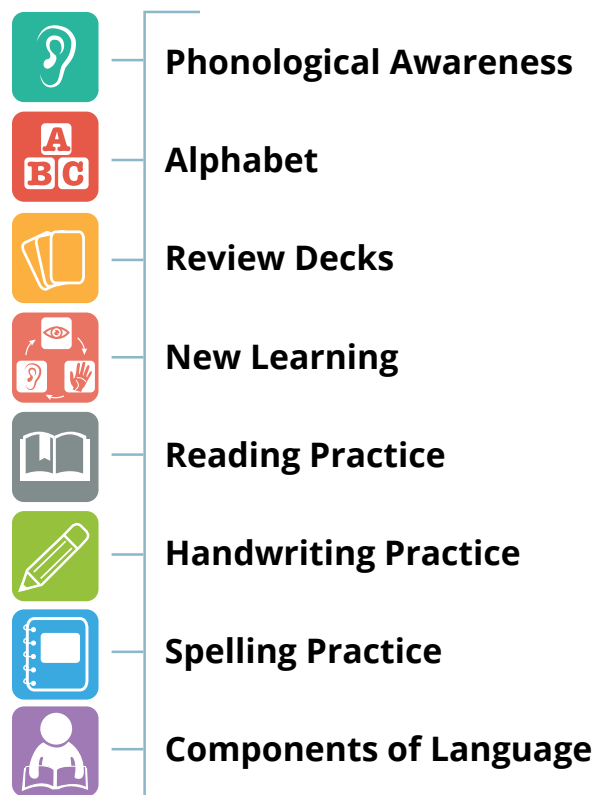 Phonological Awareness
A
B C
Alphabet
Review Decks
New Learning
Reading Practice
Handwriting Practice
Spelling Practice
Components of Language